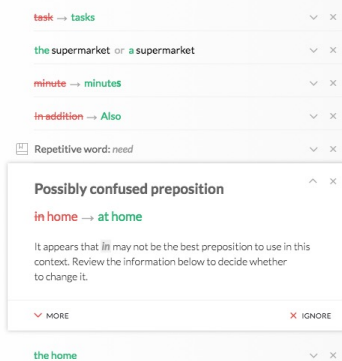 task → tasks
the supermarket or a supermarket
minute → minutes
In addition → Also
Repetitive word: need
Possibly confused preposition
in home → at home
It appears that in may not be the best preposition to use in this
context. Review the information below to decide whether
to change it.
MORE
IGNORE
the home